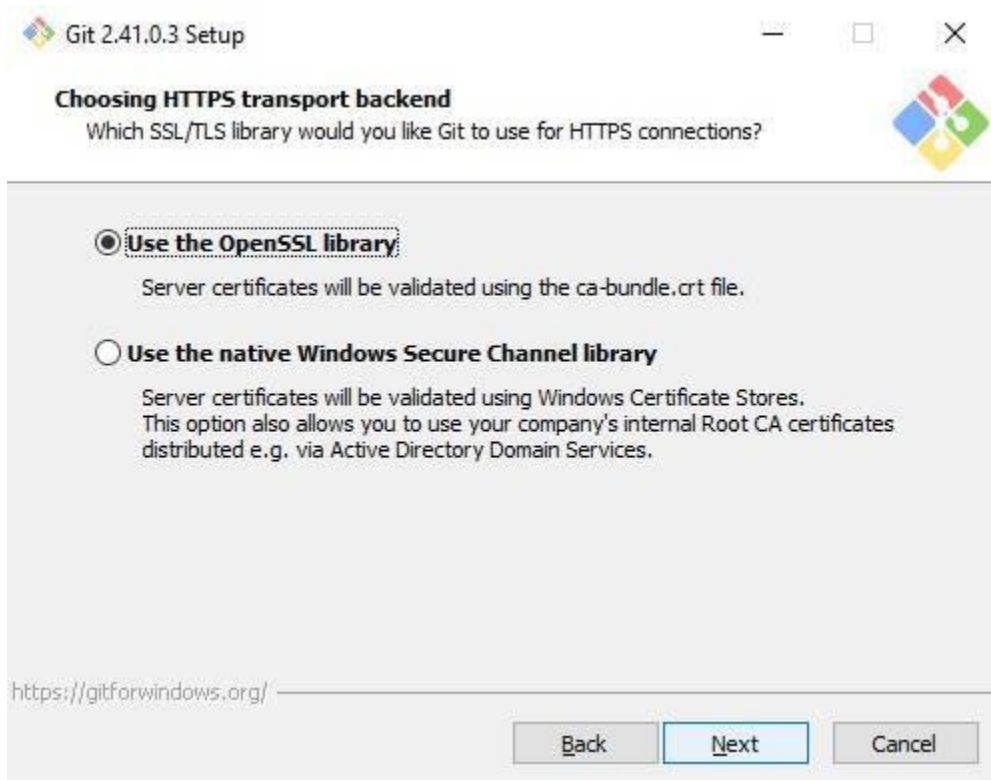 Git 2.41.0.3 Setup
Choosing HTTPS transport backend
Which SSL/TLS library would you like Git to use for HTTPS connections?
Use the OpenSSL library
Server certificates will be validated using the ca-bundle.crt file.
Use the native Windows Secure Channel library
Server certificates will be validated using Windows Certificate Stores.
This option also allows you to use your company's internal Root CA certificates
distributed e.g. via Active Directory Domain Services.
https://gitforwindows.org/
Back Next Cancel